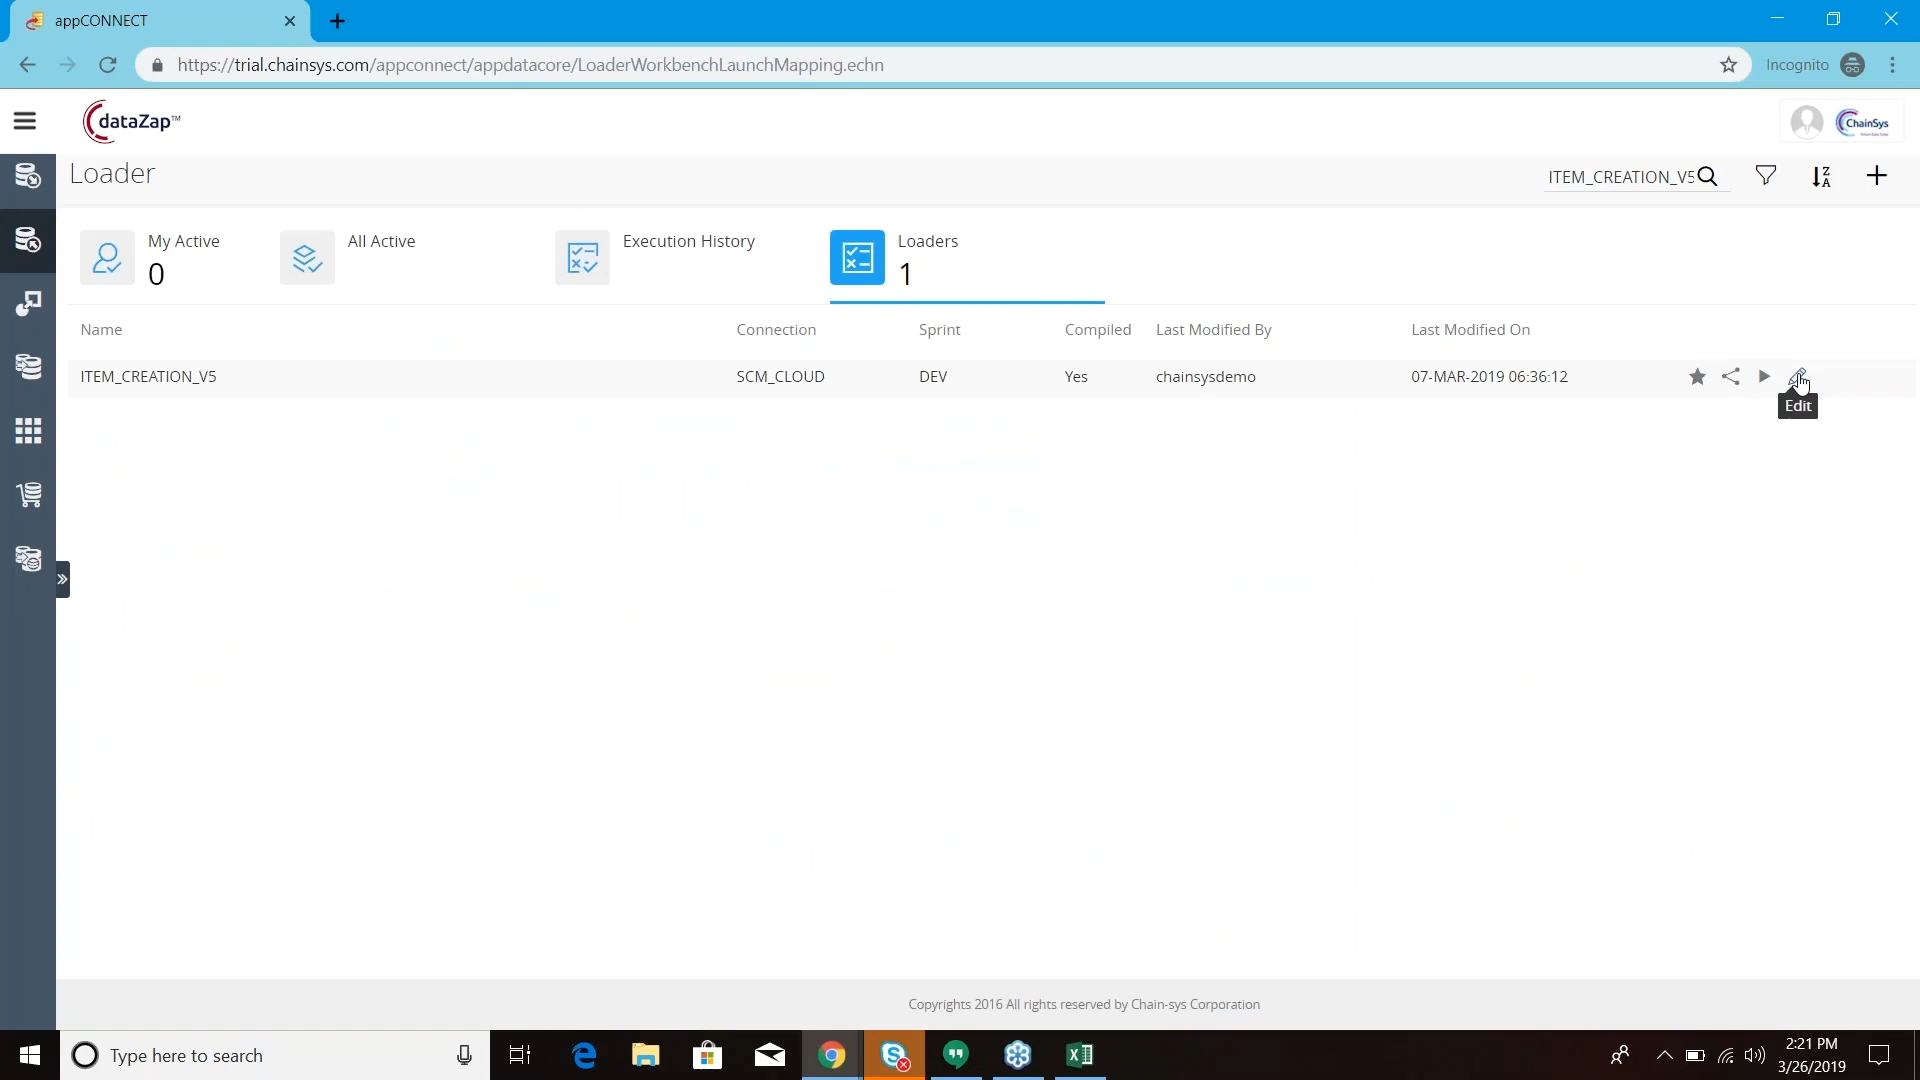 appCONNECT
https://trial.chainsys.com/appconnect/appdatacore/LoaderWorkbenchLaunchMapping.echn
Incognito
dataZap™
ChainSys
Loader
ITEM_CREATION_V5
My Active
0
All Active
Execution History
Loaders
1
Name Connection Sprint Compiled Last Modified By Last Modified On
ITEM_CREATION_V5 SCM_CLOUD DEV Yes chainsysdemo 07-MAR-2019 06:36:12
Edit
Copyrights 2016 All rights reserved by Chain-sys Corporation
Type here to search
2:21 PM
3/26/2019